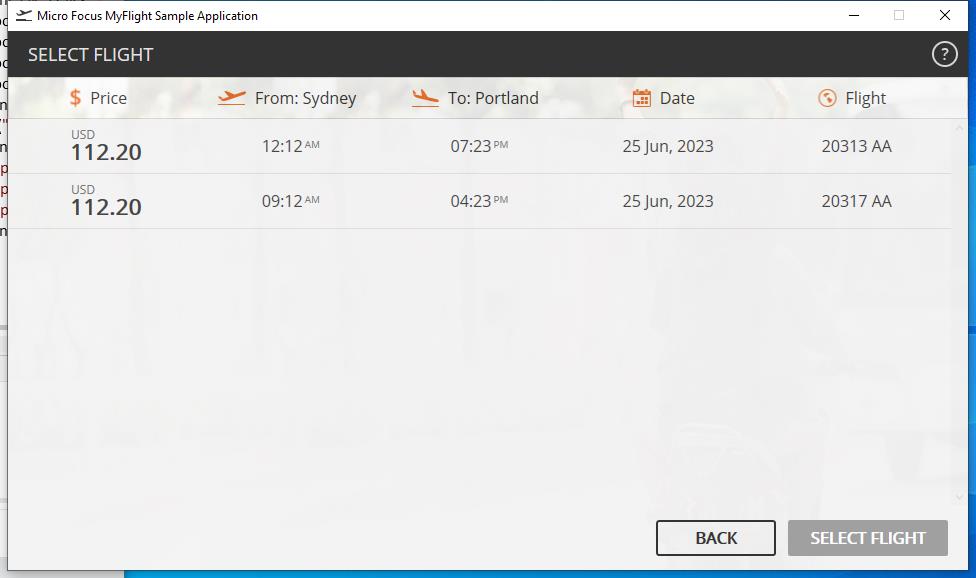 Micro Focus MyFlight Sample Application
SELECT FLIGHT ?
$ Price From: Sydney To: Portland Date Flight
USD
112.20 12:12 AM 07:23 PM 25 Jun, 2023 20313 AA
USD
112.20 09:12 AM 04:23 PM 25 Jun, 2023 20317 AA
BACK SELECT FLIGHT